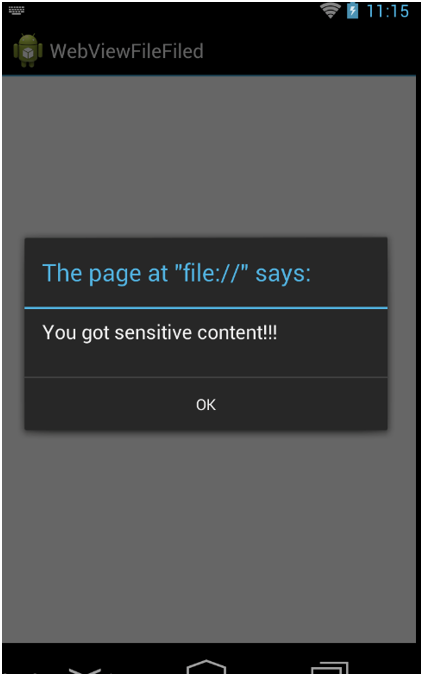 11:15
WebViewFileFiled
The page at "file://" says:
You got sensitive content!!!
OK